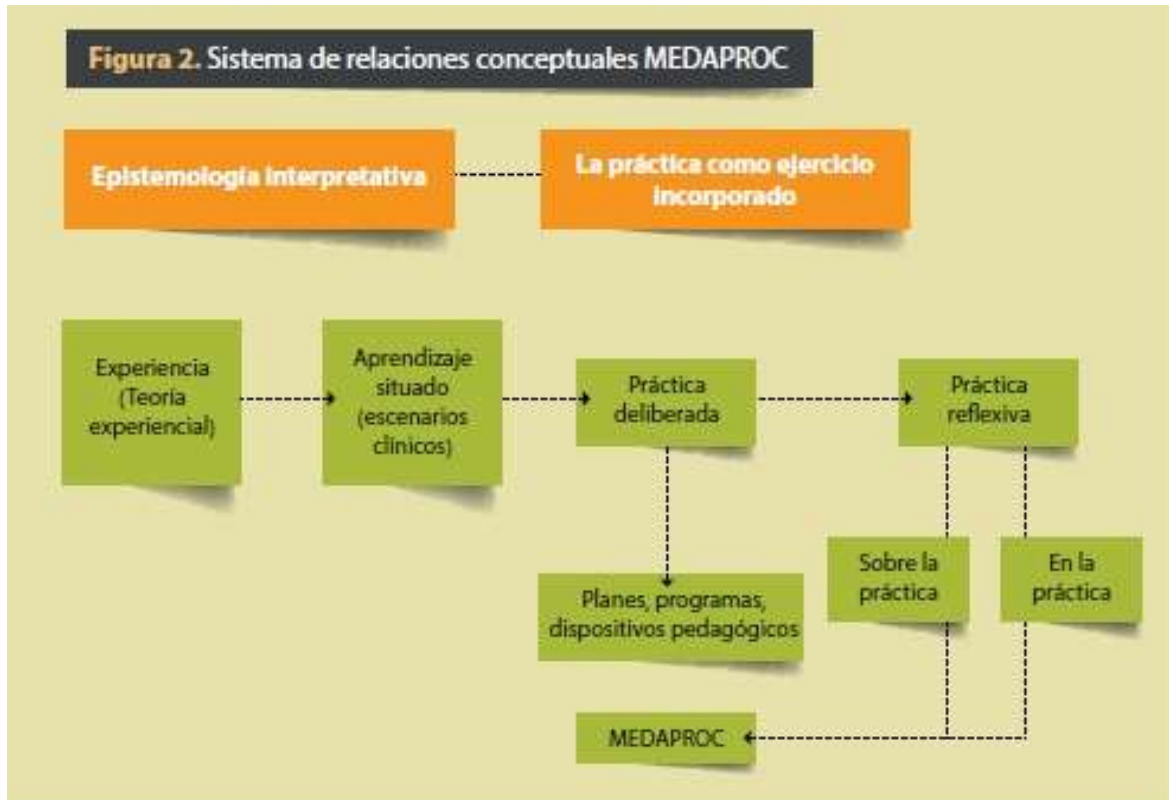 Figura 2. Sistema de relaciones conceptuales MEDAPROC
Epistemología interpretativa
La práctica como ejercicio
incorporado
Experiencia
(Teoría
experiencial)
Aprendizaje
situado
(escenarios
clínicos)
Práctica
deliberada
Práctica
reflexiva
Planes, programas,
dispositivos pedagógicos
Sobre la
práctica
En la
práctica
MEDAPROC